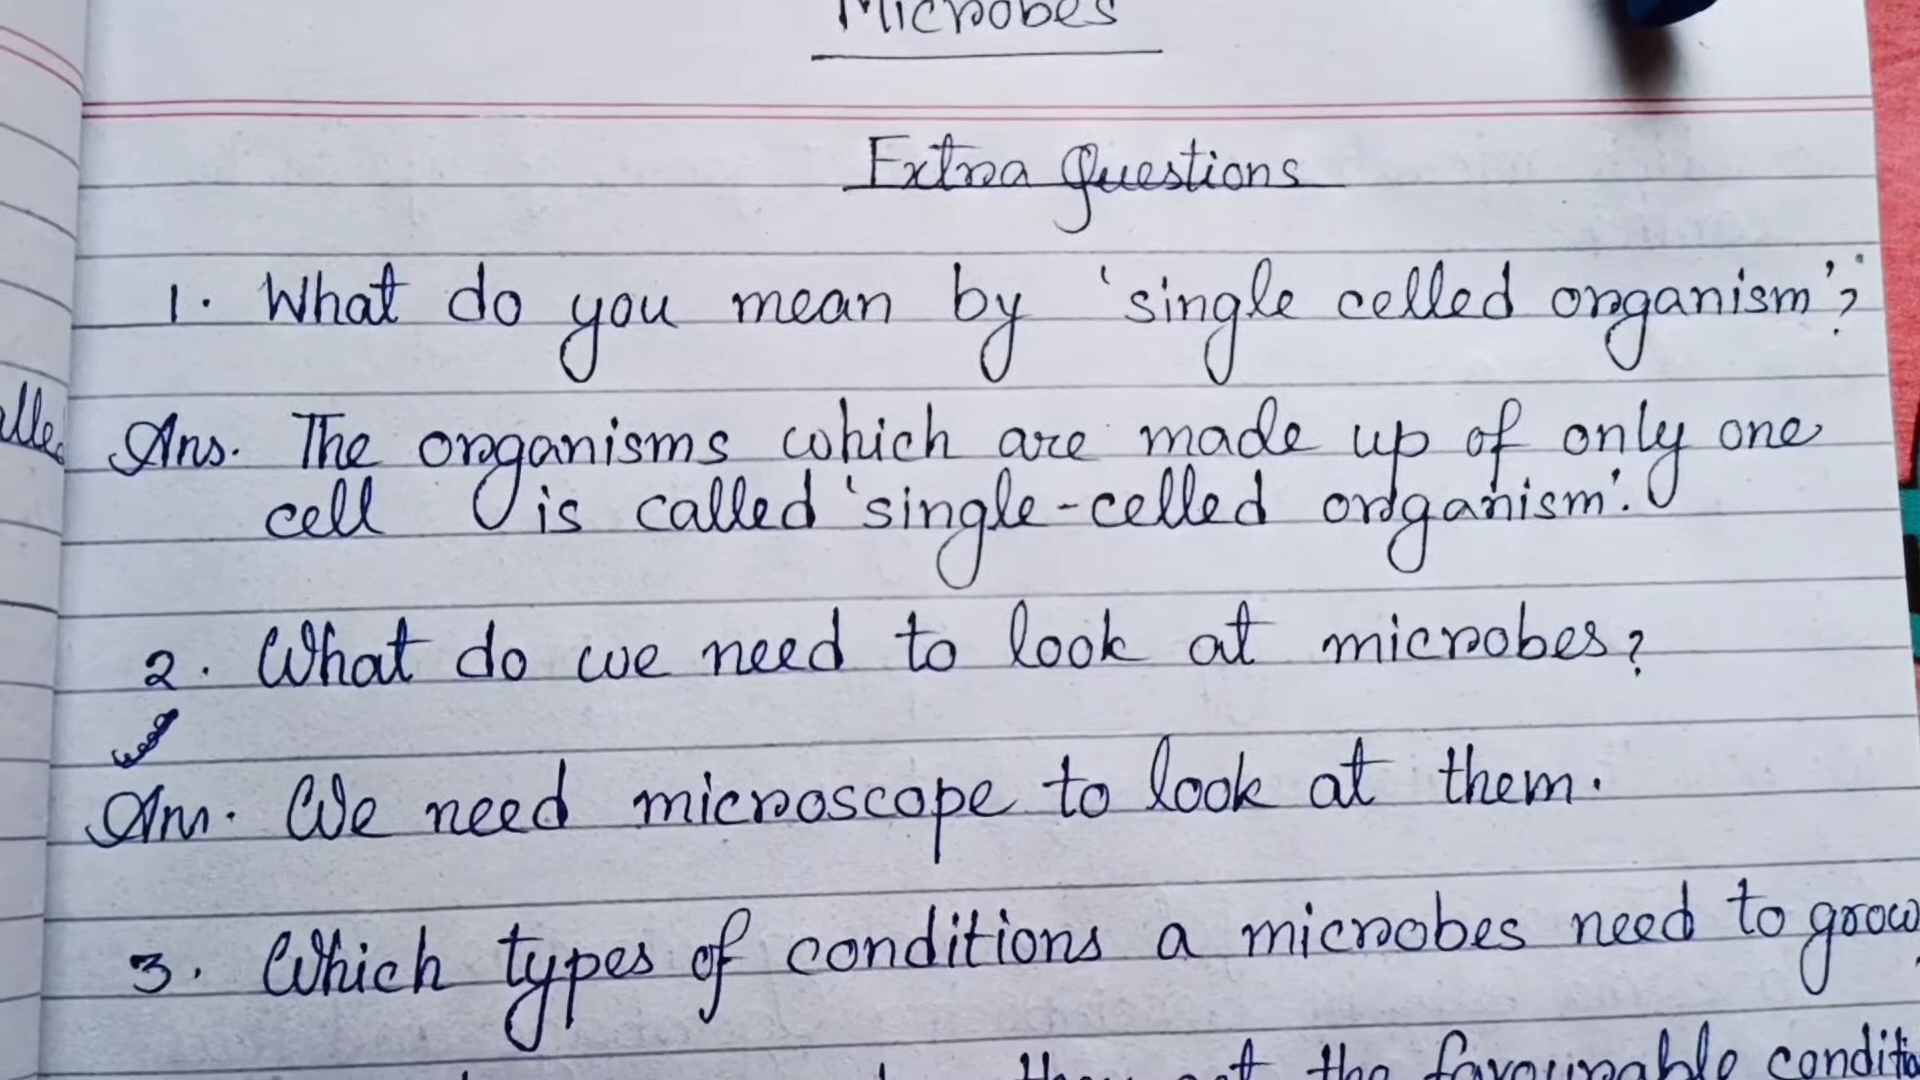 Microbes
Extra Questions
1. What do you mean by 'single celled organism'?
Ans. The organisms which are made up of only one
cell is called 'single-celled organism'.
2. What do we need to look at microbes?
Ans. We need microscope to look at them.
3. Which types of conditions a microbes need to grow
the favourable